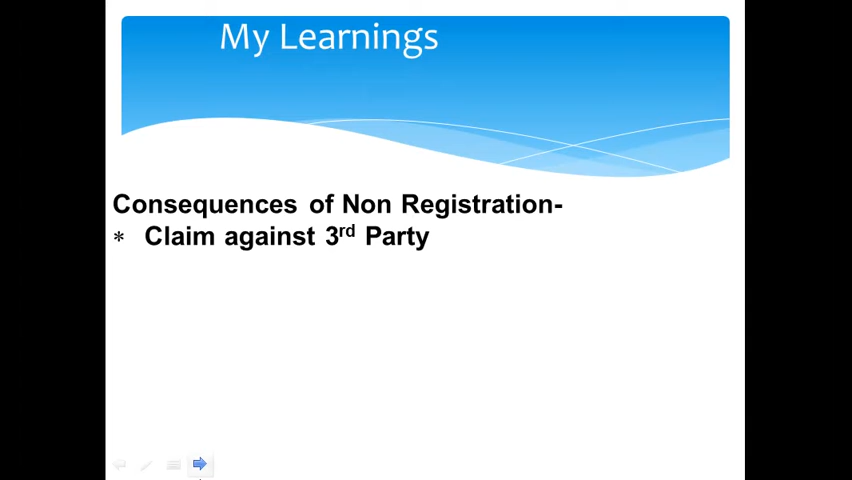 My Learnings
Consequences of Non Registration-
* Claim against 3rd Party